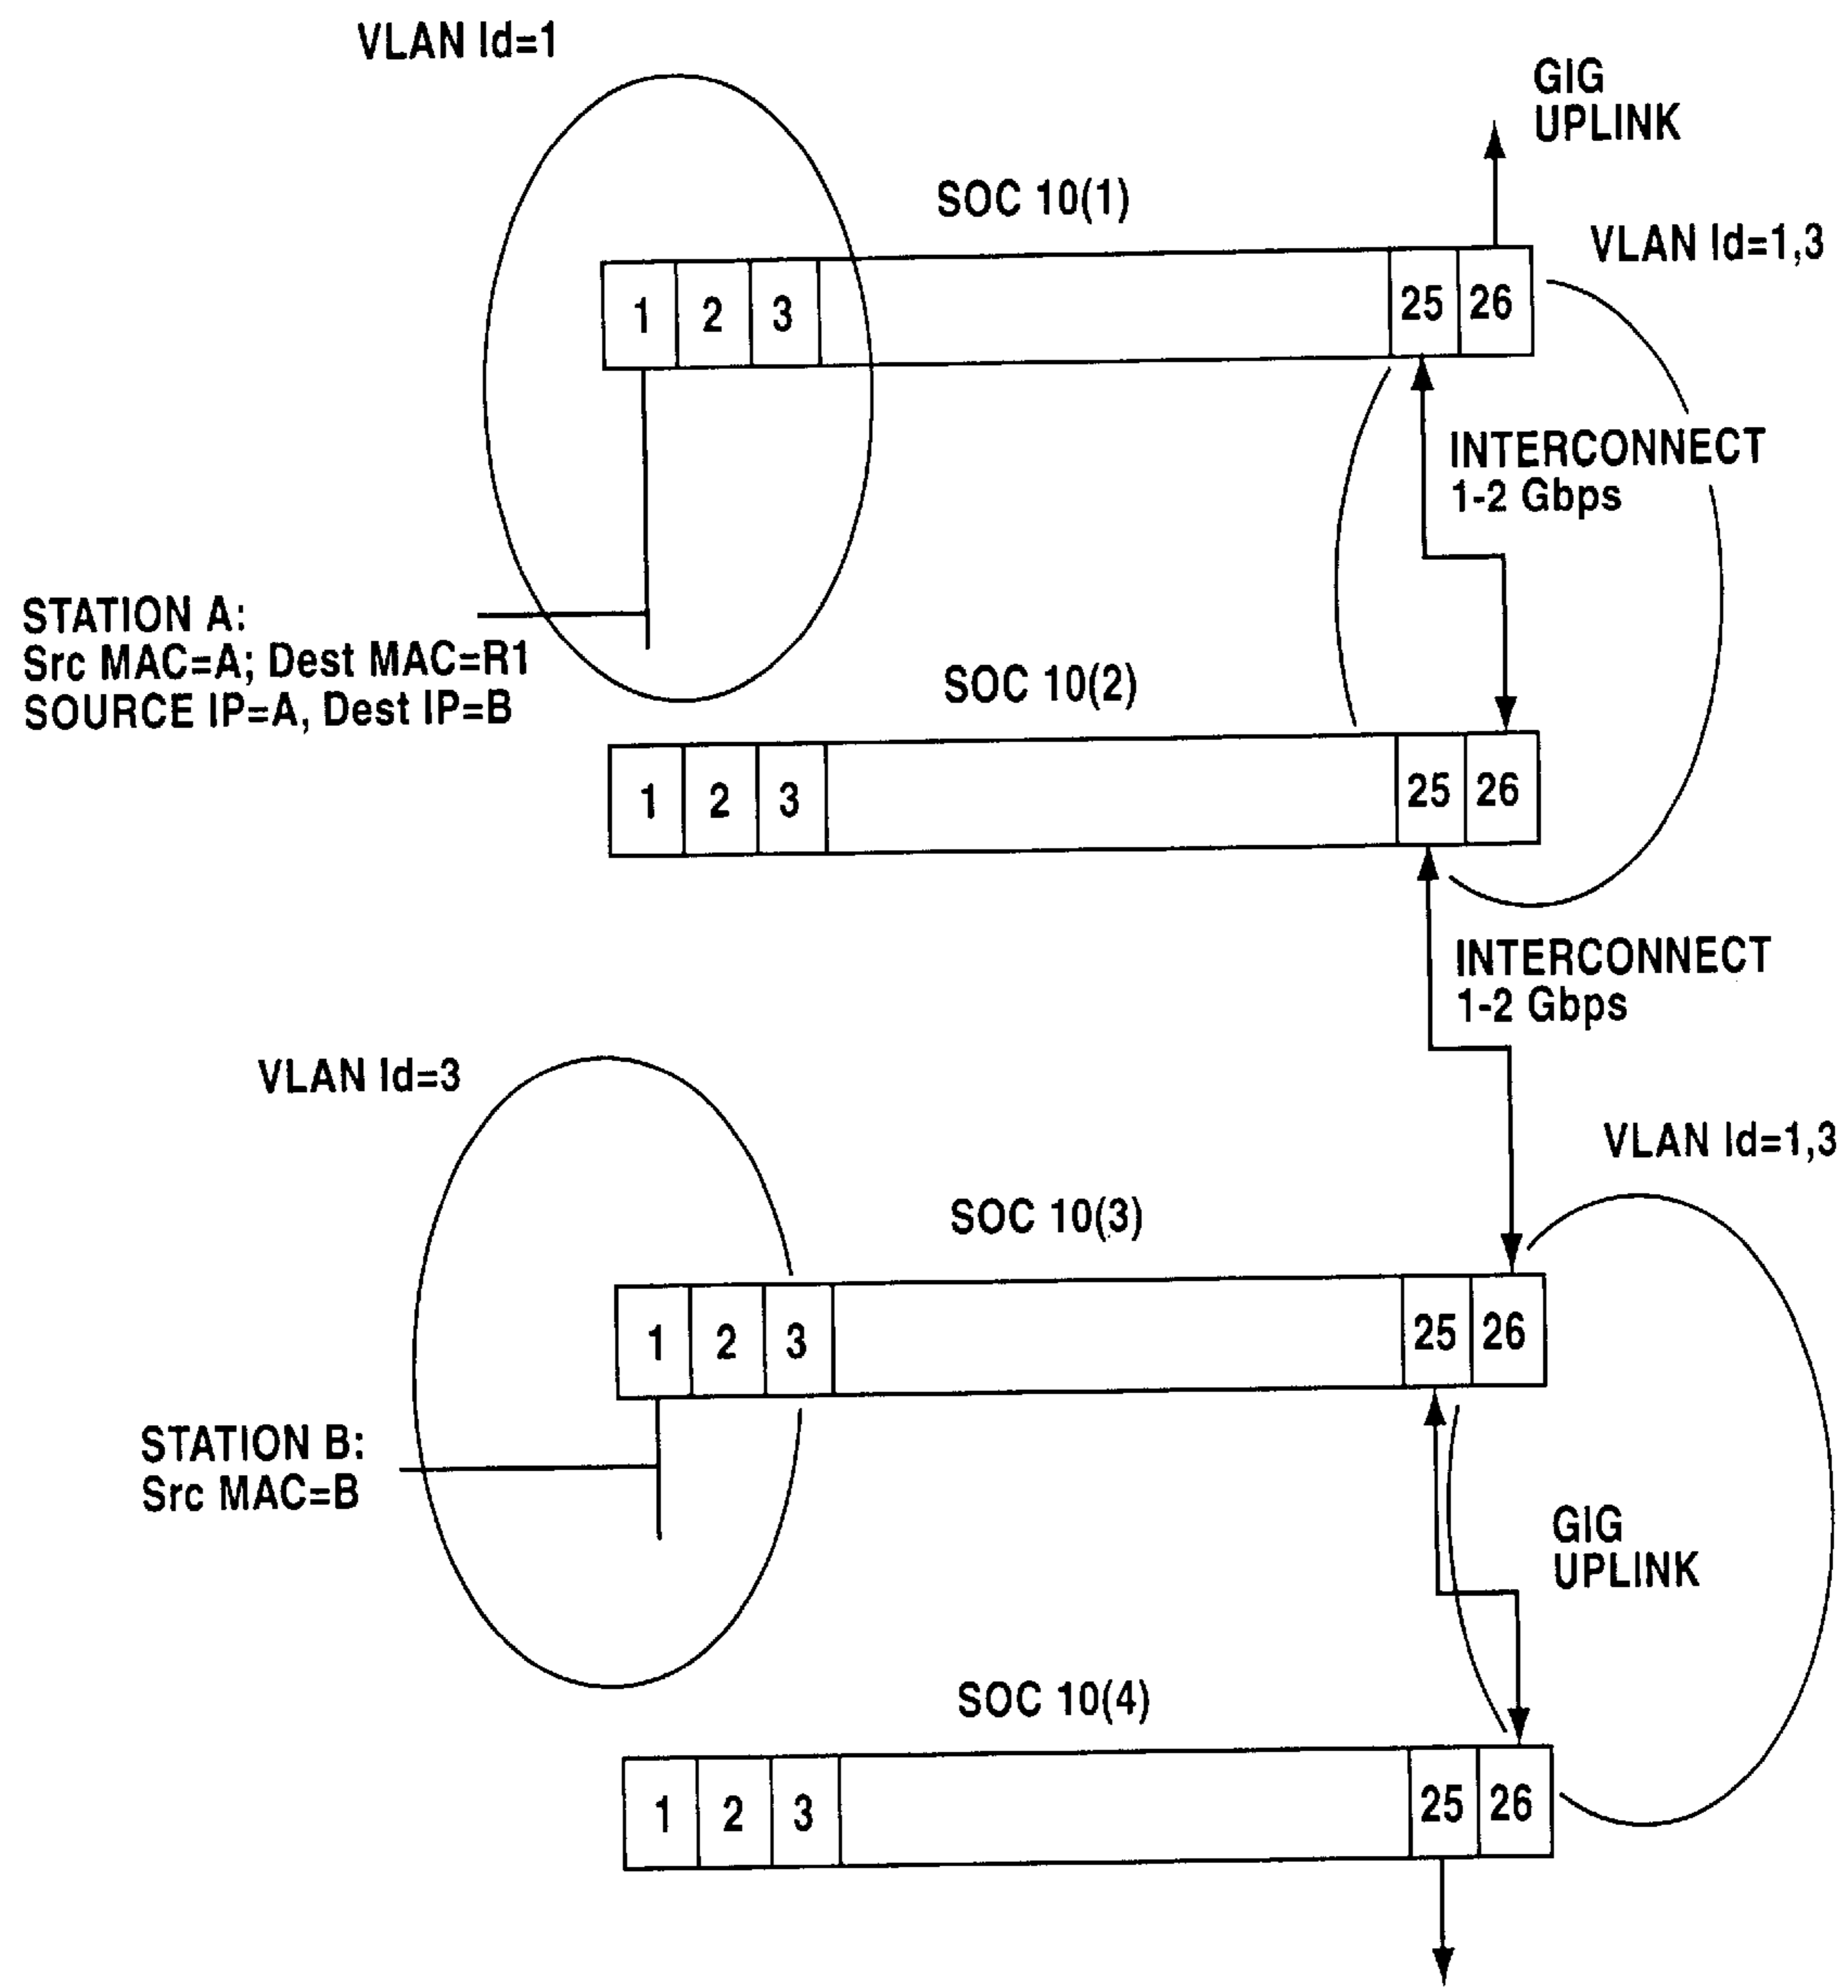 VLAN Id=1
GIG
UPLINK
SOC 10(1)
VLAN Id=1,3
1 2 3 25 26
INTERCONNECT
1-2 Gbps
STATION A:
Src MAC=A; Dest MAC=R1
SOURCE IP=A, Dest IP=B
SOC 10(2)
1 2 3 25 26
INTERCONNECT
1-2 Gbps
VLAN Id=3
VLAN Id=1,3
SOC 10(3)
1 2 3 25 26
STATION B:
Src MAC=B
GIG
UPLINK
SOC 10(4)
1 2 3 25 26